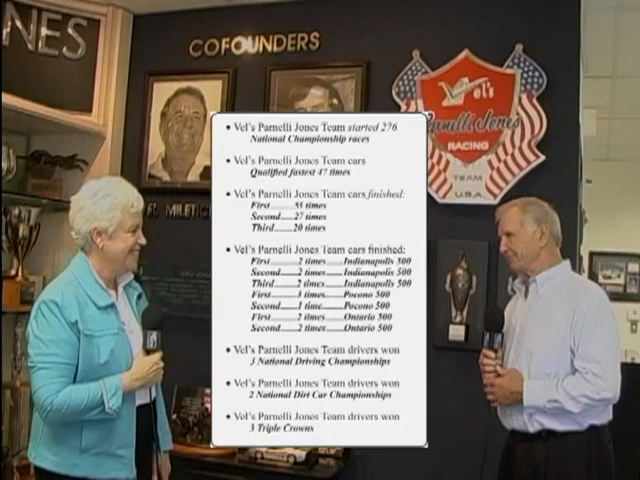 NES
COFOUNDERS
Vel's
Parnelli Jones
RACING
TEAM
U.S.A.
EL MILETIC
• Vel's Parnelli Jones Team started 276
National Championship races
• Vel's Parnelli Jones Team cars
Qualified fastest 47 times
• Vel's Parnelli Jones Team cars finished:
First..........55 times
Second.....27 times
Third........20 times
• Vel's Parnelli Jones Team cars finished:
First..........2 times......Indianapolis 500
Second......2 times......Indianapolis 500
Third.........2 times......Indianapolis 500
First..........3 times......Pocono 500
Second......1 time........Pocono 500
First..........2 times......Ontario 500
Second......2 times......Ontario 500
• Vel's Parnelli Jones Team drivers won
3 National Driving Championships
• Vel's Parnelli Jones Team drivers won
2 National Dirt Car Championships
• Vel's Parnelli Jones Team drivers won
3 Triple Crowns